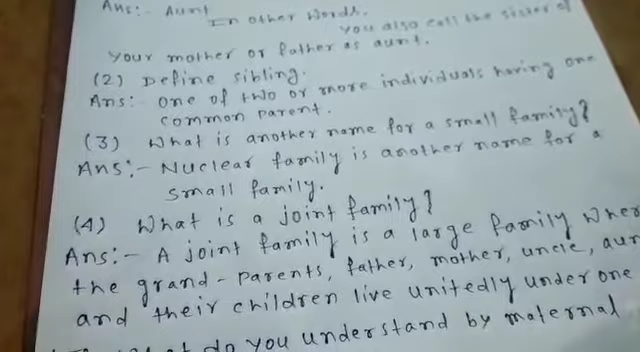 Ans:- Aunt
In other words.
You also call the sister of
your mother or father as aunt.
(2) Define sibling.
Ans:- one of two or more individuals having one
common parent.
(3) What is another name for a small family?
Ans:- Nuclear family is another name for a
small family.
(4) What is a joint family?
Ans:- A joint family is a large family wher
the grand-parents, father, mother, uncle, aun
and their children live unitedly under one
do you understand by maternal